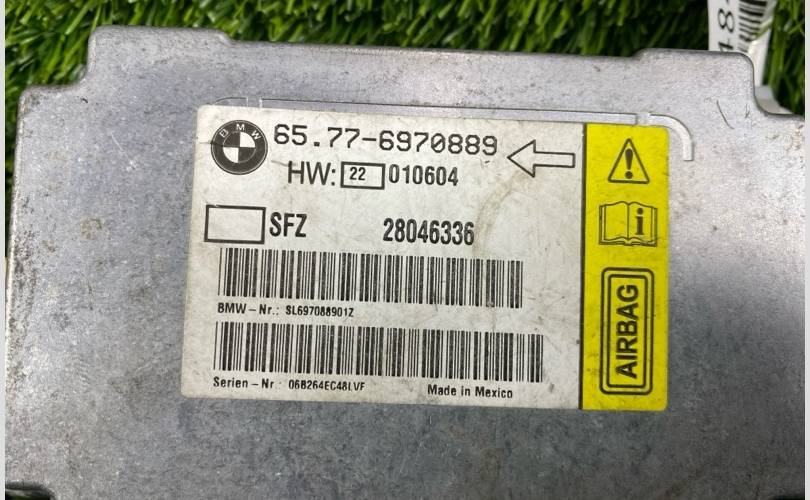 BMW
65.77-6970889
HW: 22 010604
SFZ 28046336
BMW - Nr.: SL697088901Z
Serien - Nr 06B264EC48LVF
Made in Mexico
AIRBAG
i